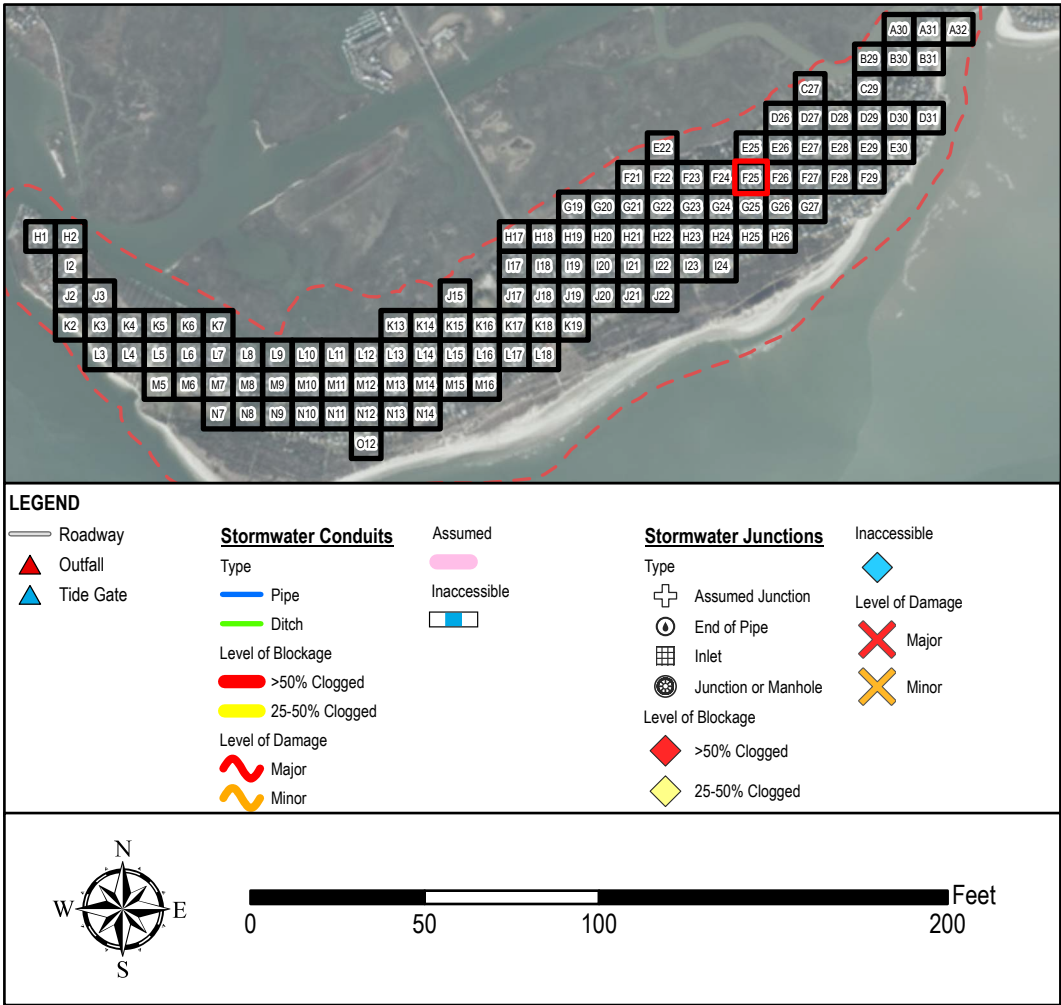 A30 A31 A32
B29 B30 B31
C27 C29
D26 D27 D28 D29 D30 D31
E22 E25 E26 E27 E28 E29 E30
F21 F22 F23 F24 F25 F26 F27 F28 F29
G19 G20 G21 G22 G23 G24 G25 G26 G27
H1 H2 H17 H18 H19 H20 H21 H22 H23 H24 H25 H26
I2 I17 I18 I19 I20 I21 I22 I23 I24
J2 J3 J15 J17 J18 J19 J20 J21 J22
K2 K3 K4 K5 K6 K7 K13 K14 K15 K16 K17 K18 K19
L3 L4 L5 L6 L7 L8 L9 L10 L11 L12 L13 L14 L15 L16 L17 L18
M5 M6 M7 M8 M9 M10 M11 M12 M13 M14 M15 M16
N7 N8 N9 N10 N11 N12 N13 N14
O12
LEGEND
Roadway
Outfall
Tide Gate
Stormwater Conduits
Type
Pipe
Ditch
Level of Blockage
>50% Clogged
25-50% Clogged
Level of Damage
Major
Minor
Assumed
Inaccessible
Stormwater Junctions
Type
Assumed Junction
End of Pipe
Inlet
Junction or Manhole
Level of Blockage
>50% Clogged
25-50% Clogged
Inaccessible
Level of Damage
Major
Minor
N
W E
S
Feet
0 50 100 200